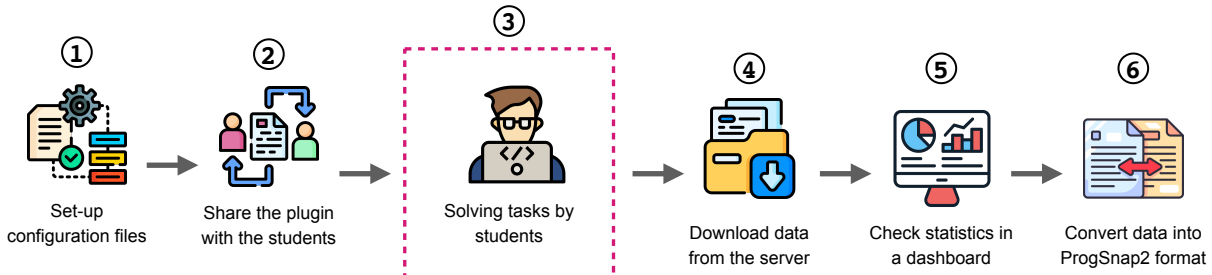 ①
Set-up
configuration files
②
Share the plugin
with the students
③
</>
Solving tasks by
students
④
Download data
from the server
⑤
Check statistics in
a dashboard
⑥
Convert data into
ProgSnap2 format